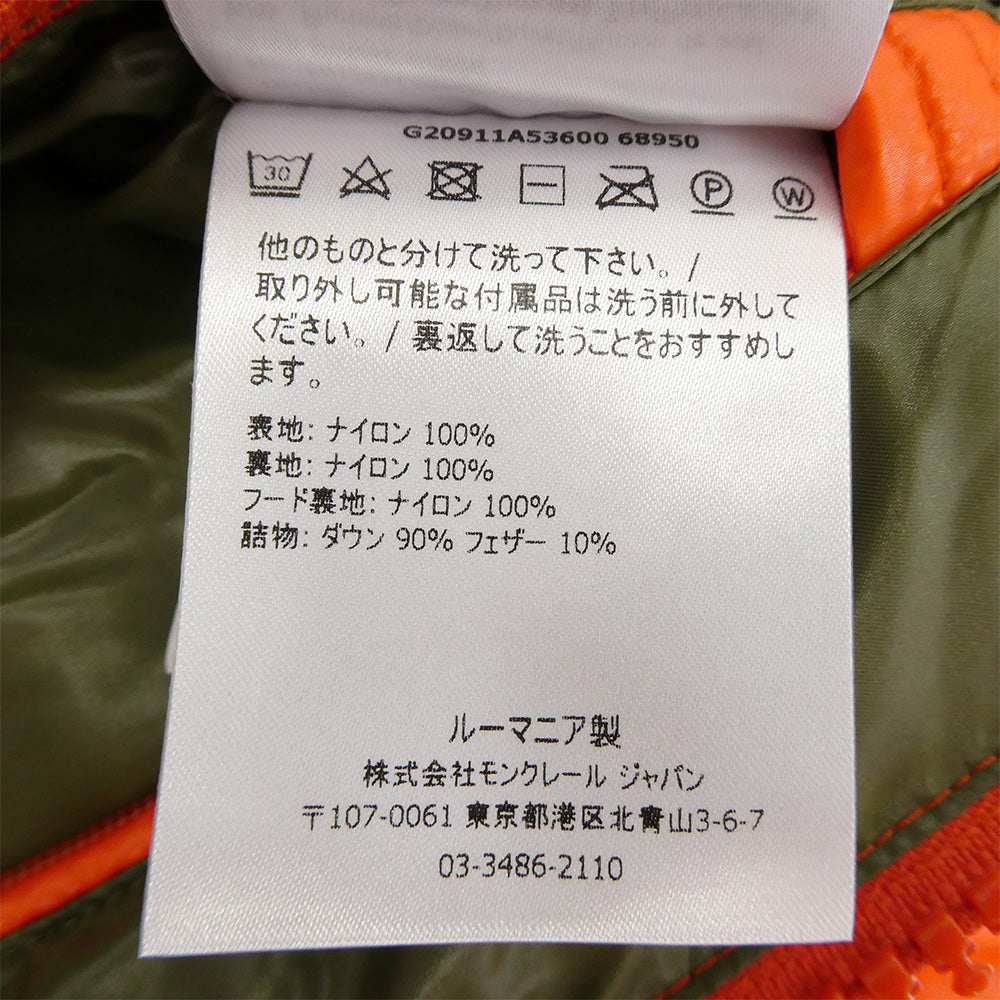 G20911A53600 68950
30
P
W
他のものと分けて洗って下さい。/
取り外し可能な付属品は洗う前に外して
ください。/ 裏返して洗うことをおすすめし
ます。
表地: ナイロン 100%
裏地: ナイロン 100%
フード裏地: ナイロン 100%
詰物: ダウン 90% フェザー 10%
ルーマニア製
株式会社モンクレール ジャパン
〒107-0061 東京都港区北青山3-6-7
03-3486-2110